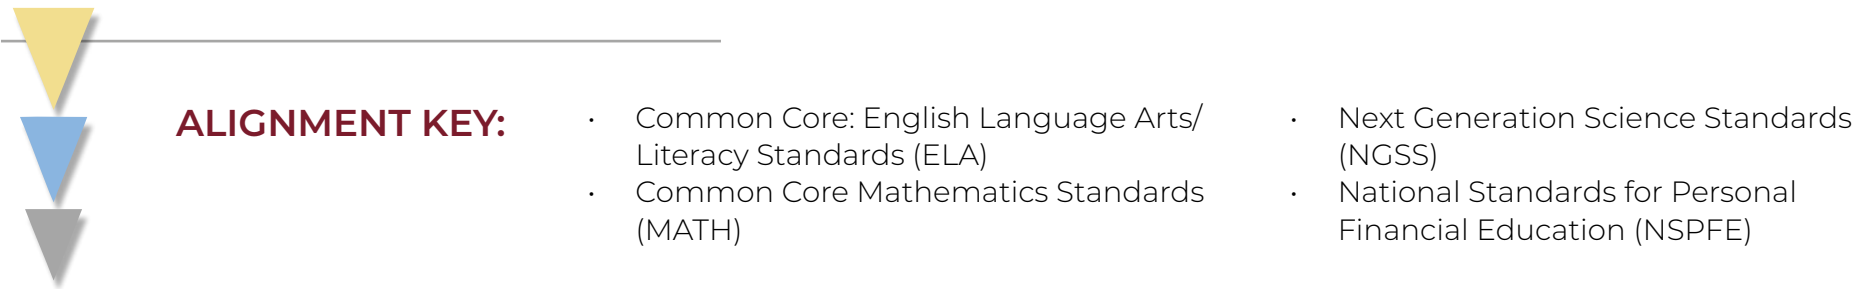 ALIGNMENT KEY:
• Common Core: English Language Arts/
Literacy Standards (ELA)
• Common Core Mathematics Standards
(MATH)
• Next Generation Science Standards
(NGSS)
• National Standards for Personal
Financial Education (NSPFE)